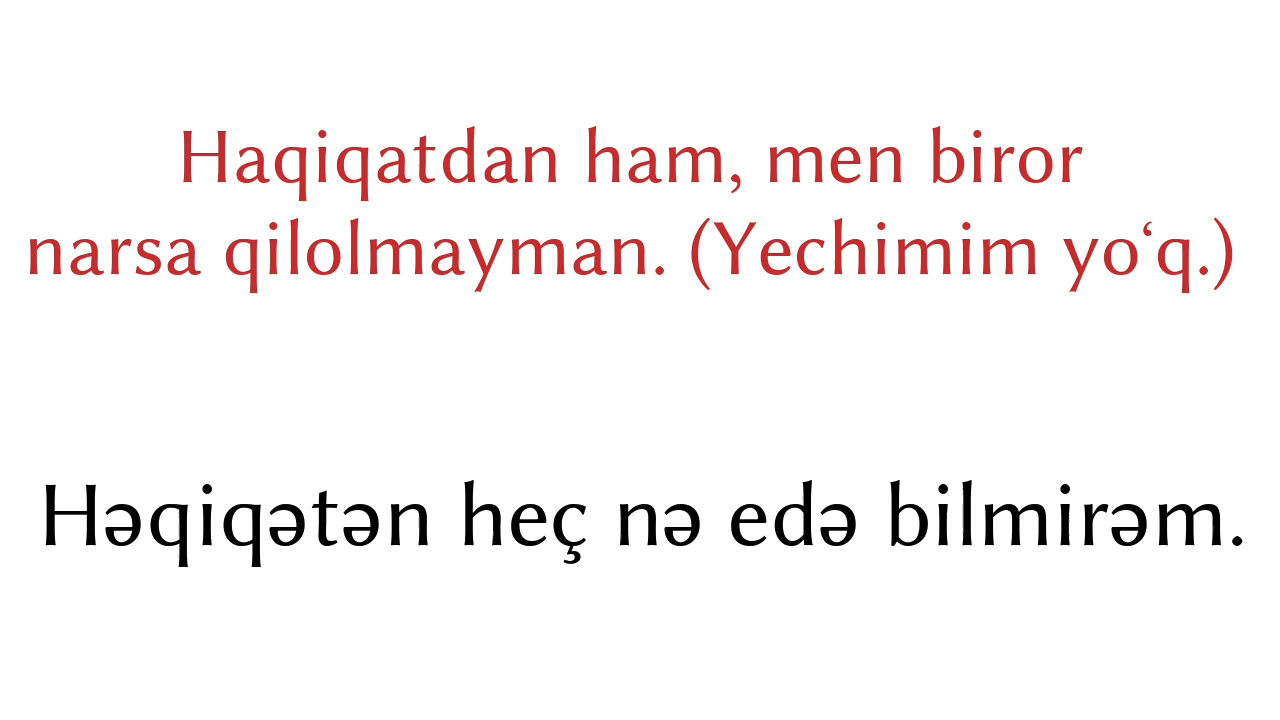 Haqiqatdan ham, men biror
narsa qilolmayman. (Yechimim yo‘q.)
Həqiqətən heç nə edə bilmirəm.